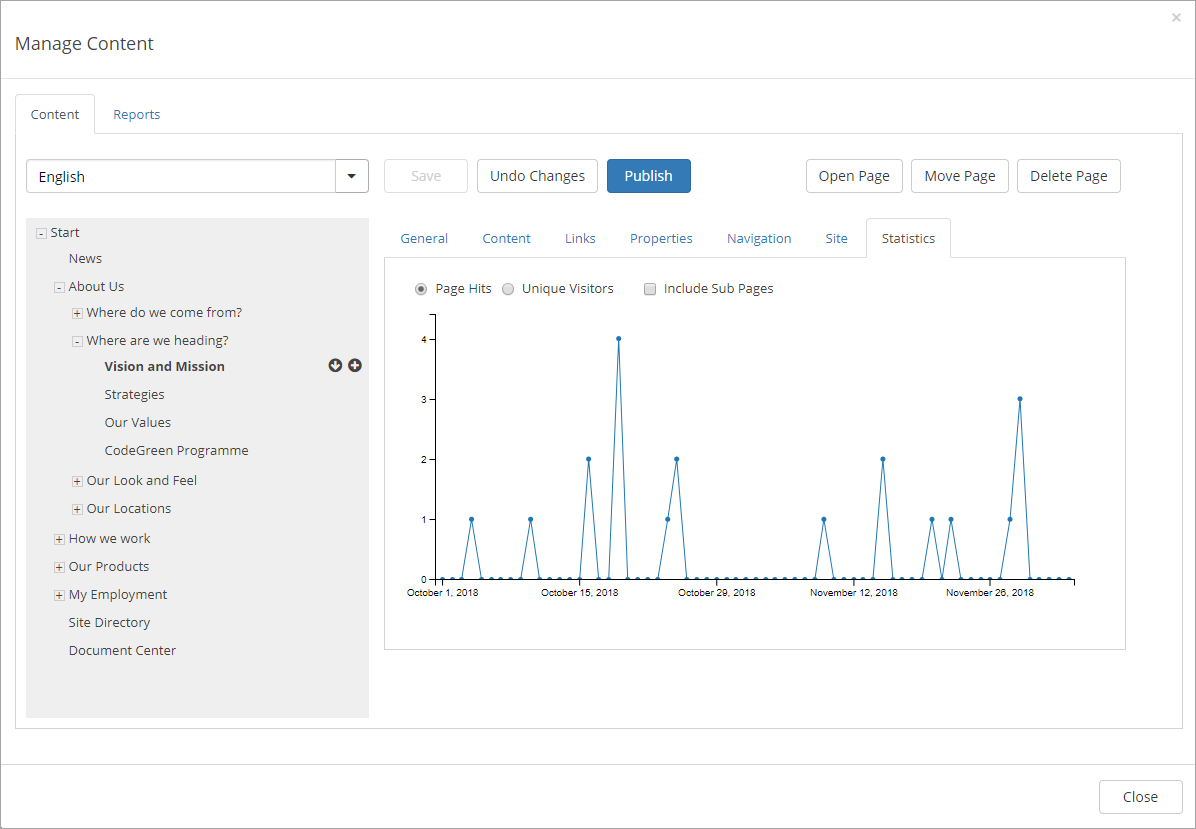 ×
Manage Content
Content Reports
English Save Undo Changes Publish Open Page Move Page Delete Page
Start
News
About Us
Where do we come from?
Where are we heading?
Vision and Mission
Strategies
Our Values
CodeGreen Programme
Our Look and Feel
Our Locations
How we work
Our Products
My Employment
Site Directory
Document Center
General Content Links Properties Navigation Site Statistics
Page Hits Unique Visitors Include Sub Pages
4
3
2
1
0
October 1, 2018 October 15, 2018 October 29, 2018 November 12, 2018 November 26, 2018
Close